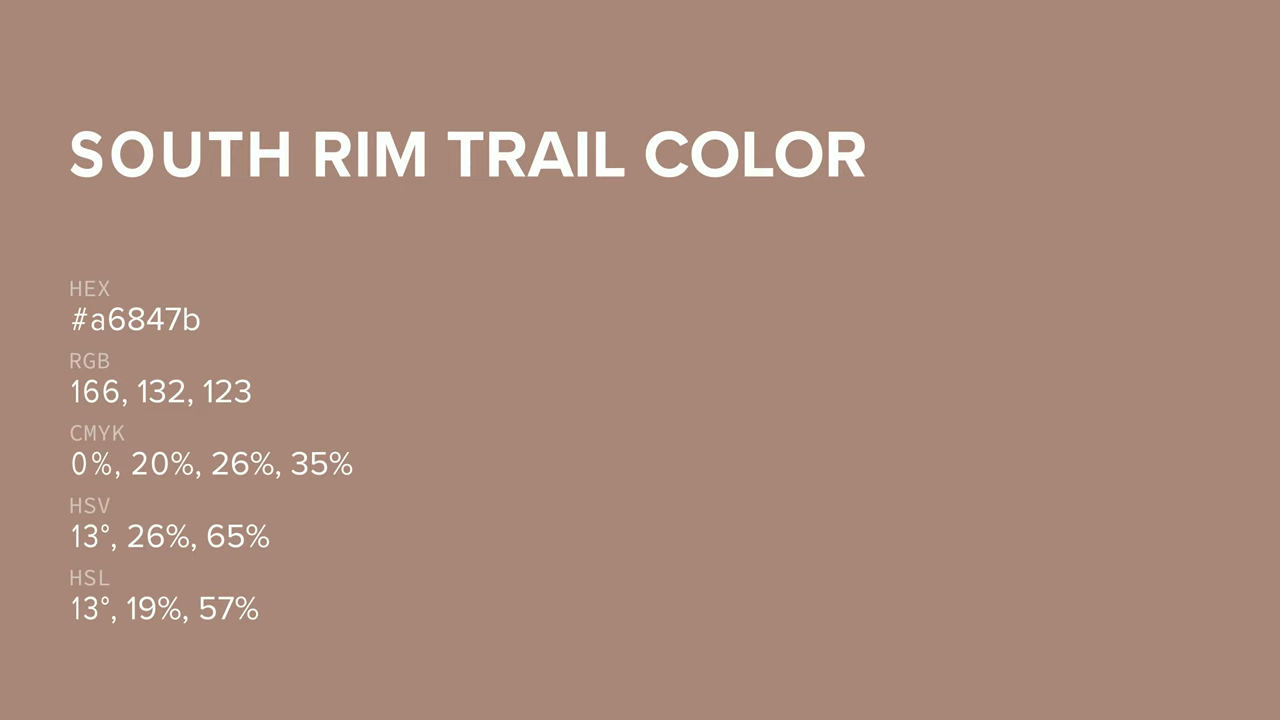 SOUTH RIM TRAIL COLOR
HEX
#a6847b
RGB
166, 132, 123
CMYK
0%, 20%, 26%, 35%
HSV
13°, 26%, 65%
HSL
13°, 19%, 57%